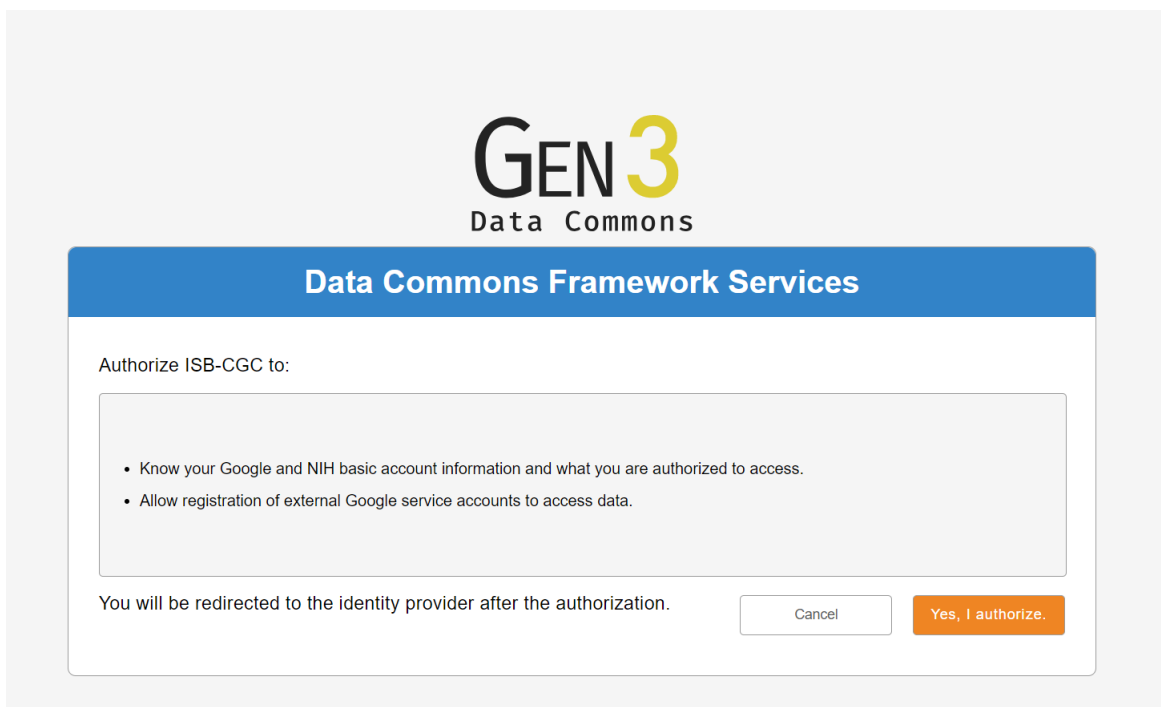 GEN3
Data Commons
Data Commons Framework Services
Authorize ISB-CGC to:
• Know your Google and NIH basic account information and what you are authorized to access.
• Allow registration of external Google service accounts to access data.
You will be redirected to the identity provider after the authorization.
Cancel
Yes, I authorize.